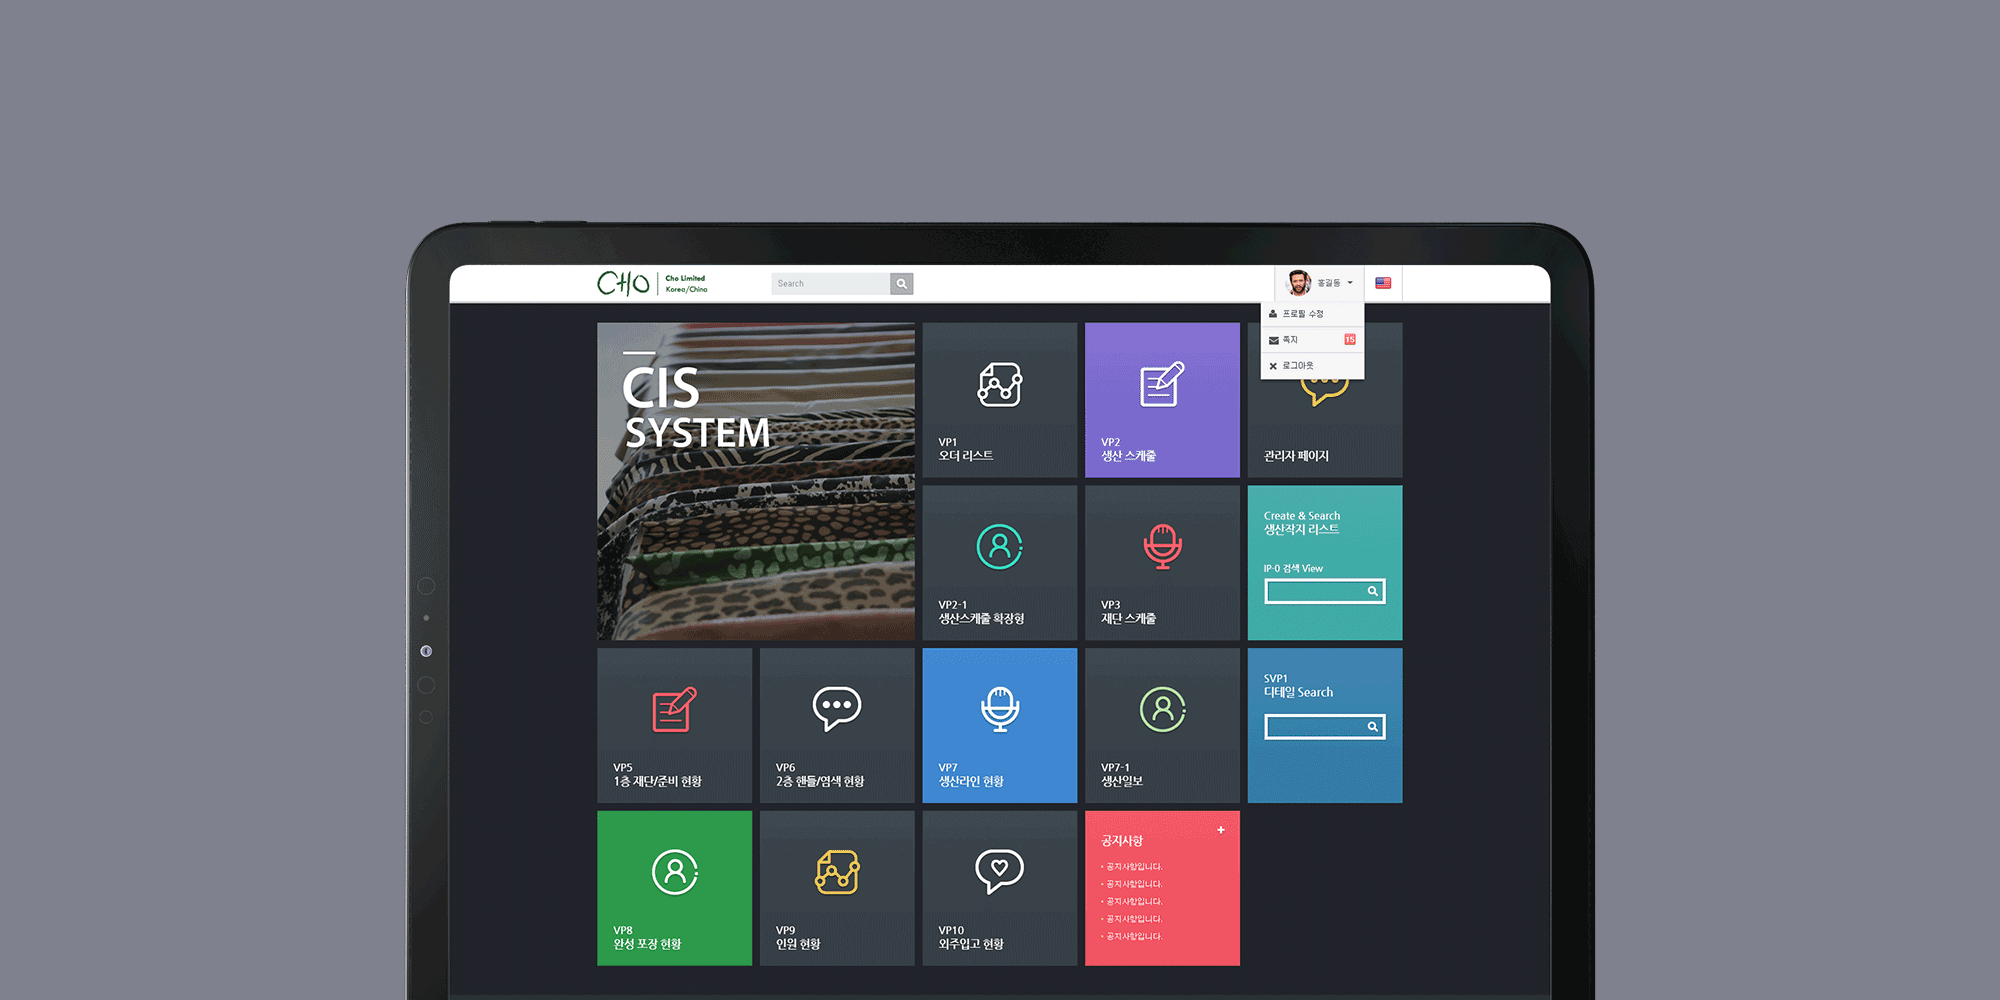 CHO
Cho Limited
Korea/China
Search
홍길동
프로필 수정
쪽지
15
로그아웃
CIS
SYSTEM
VP1
오더 리스트
VP2
생산 스케줄
관리자 페이지
VP2-1
생산스케줄 확장형
VP3
재단 스케줄
Create & Search
생산작지 리스트
IP-0 검색 View
VP5
1층 재단/준비 현황
VP6
2층 핸들/염색 현황
VP7
생산라인 현황
VP7-1
생산일보
SVP1
디테일 Search
VP8
완성 포장 현황
VP9
인원 현황
VP10
외주입고 현황
공지사항
+
• 공지사항입니다.
• 공지사항입니다.
• 공지사항입니다.
• 공지사항입니다.
• 공지사항입니다.